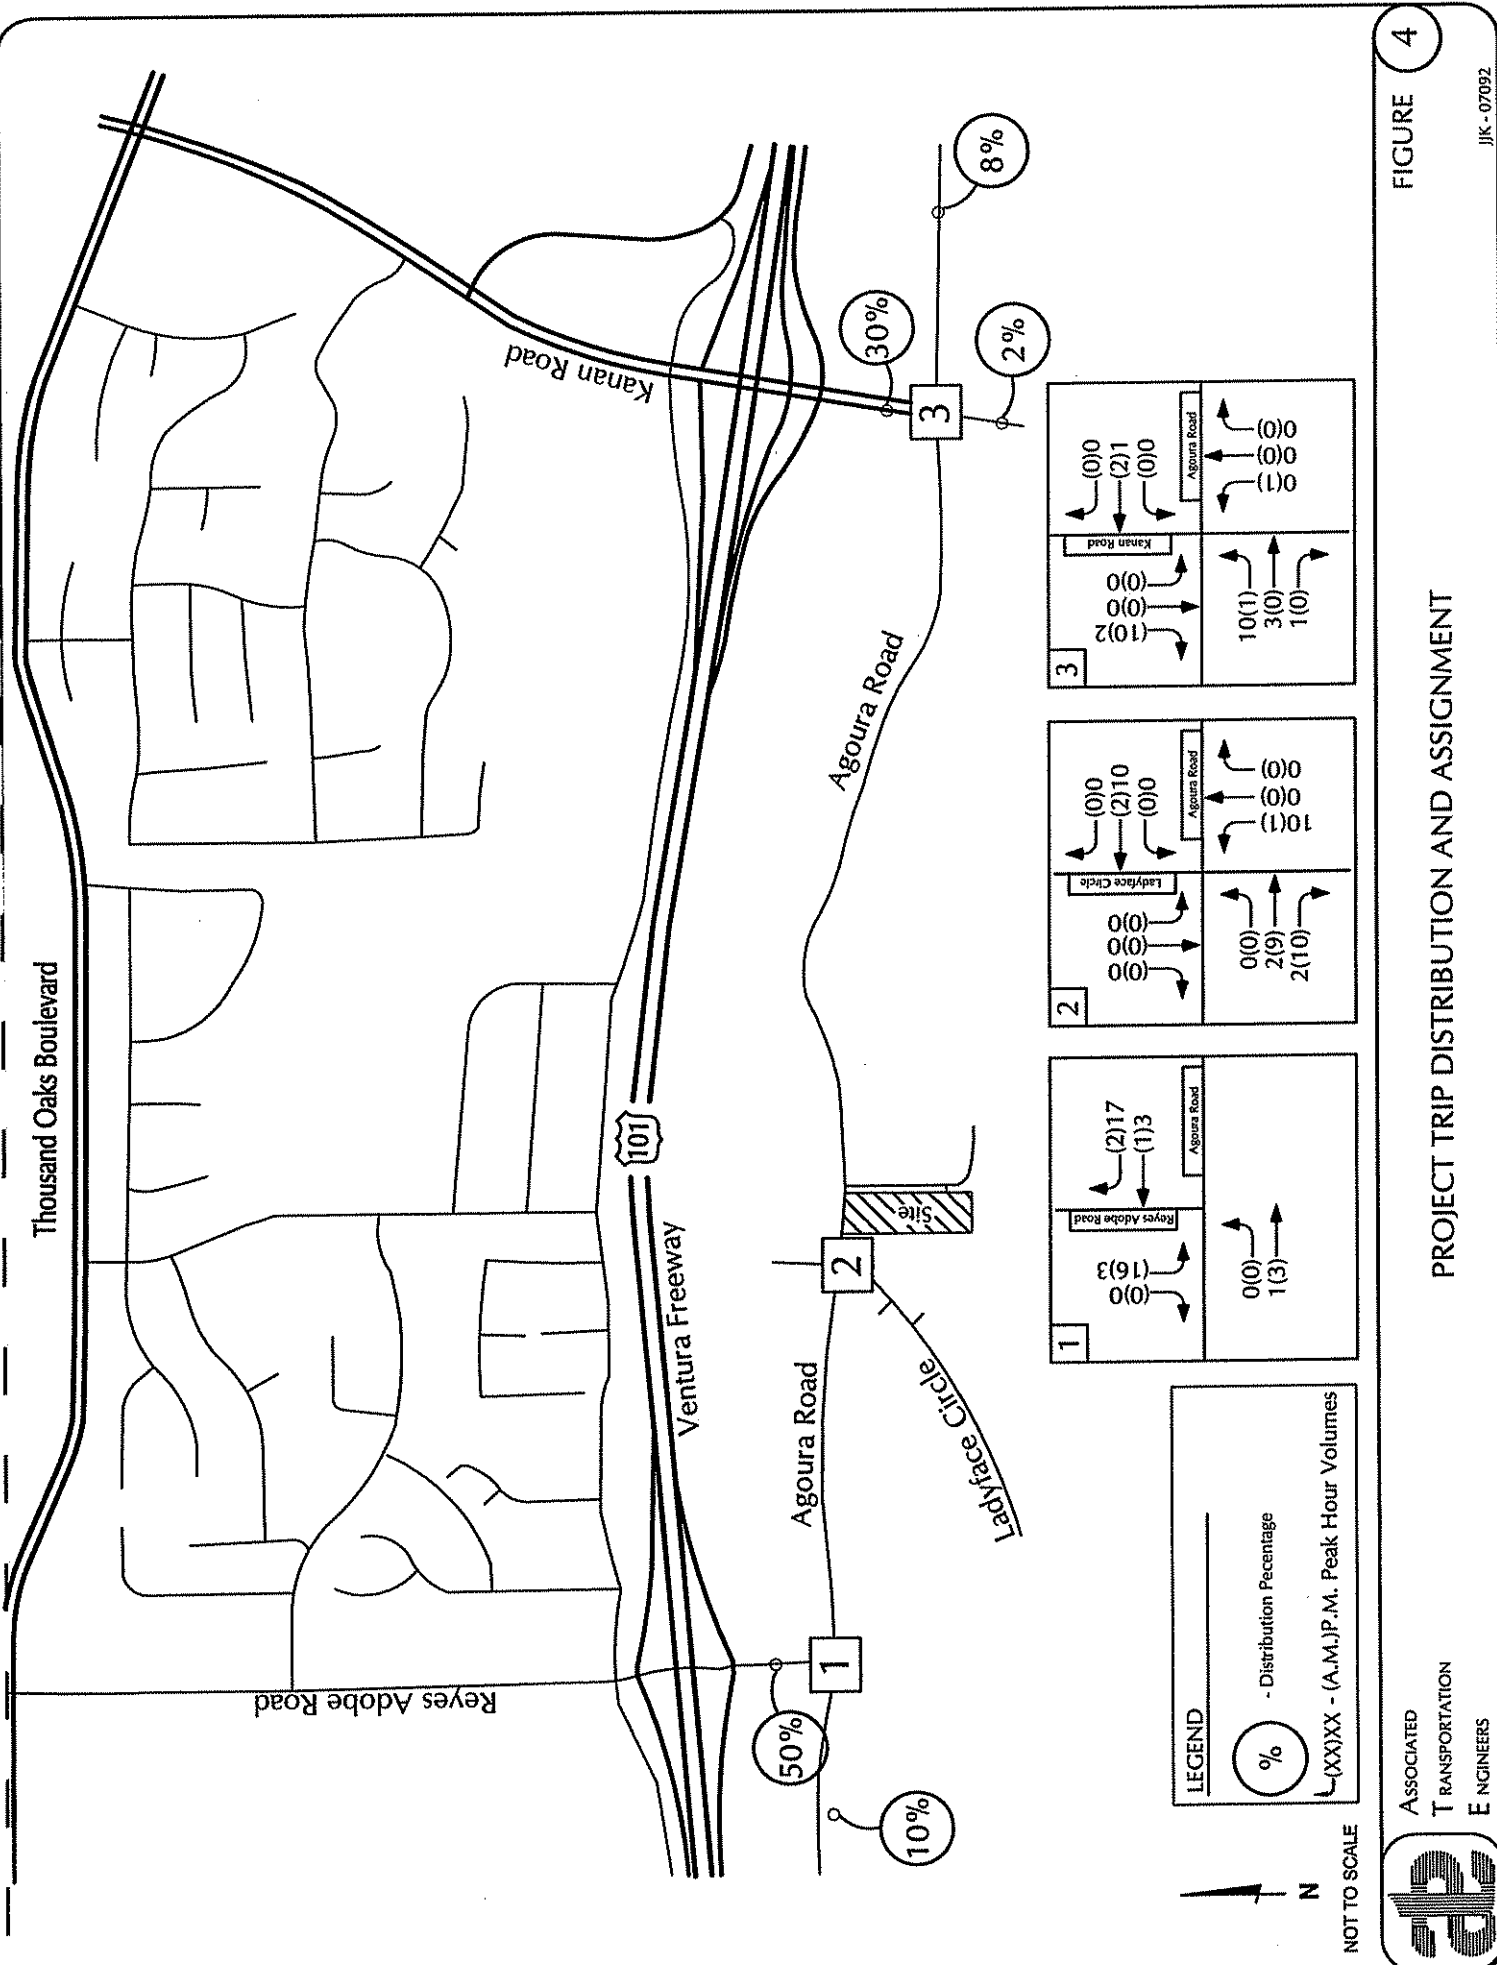 Thousand Oaks Boulevard
Reyes Adobe Road
Kanan Road
101
Ventura Freeway
Agoura Road
Agoura Road
Ladyface Circle
Site
1
2
3
50%
10%
30%
8%
2%
N
NOT TO SCALE
LEGEND
% - Distribution Pecentage
(XX)XX - (A.M.)P.M. Peak Hour Volumes
1
0(0)
(16)3
Reyes Adobe Road
(2)17
(1)3
Agoura Road
0(0)
1(3)
2
(0)0
(0)0
(0)0
Ladyface Circle
(0)0
(2)10
(0)0
Agoura Road
0(0)
2(9)
2(10)
10(1)
0(0)
0(0)
3
(10)2
(0)0
(0)0
Kanan Road
(0)0
(2)1
(0)0
Agoura Road
10(1)
3(0)
1(0)
0(1)
0(0)
0(0)
ate
ASSOCIATED
TRANSPORTATION
ENGINEERS
PROJECT TRIP DISTRIBUTION AND ASSIGNMENT
FIGURE 4
JJK - 07092